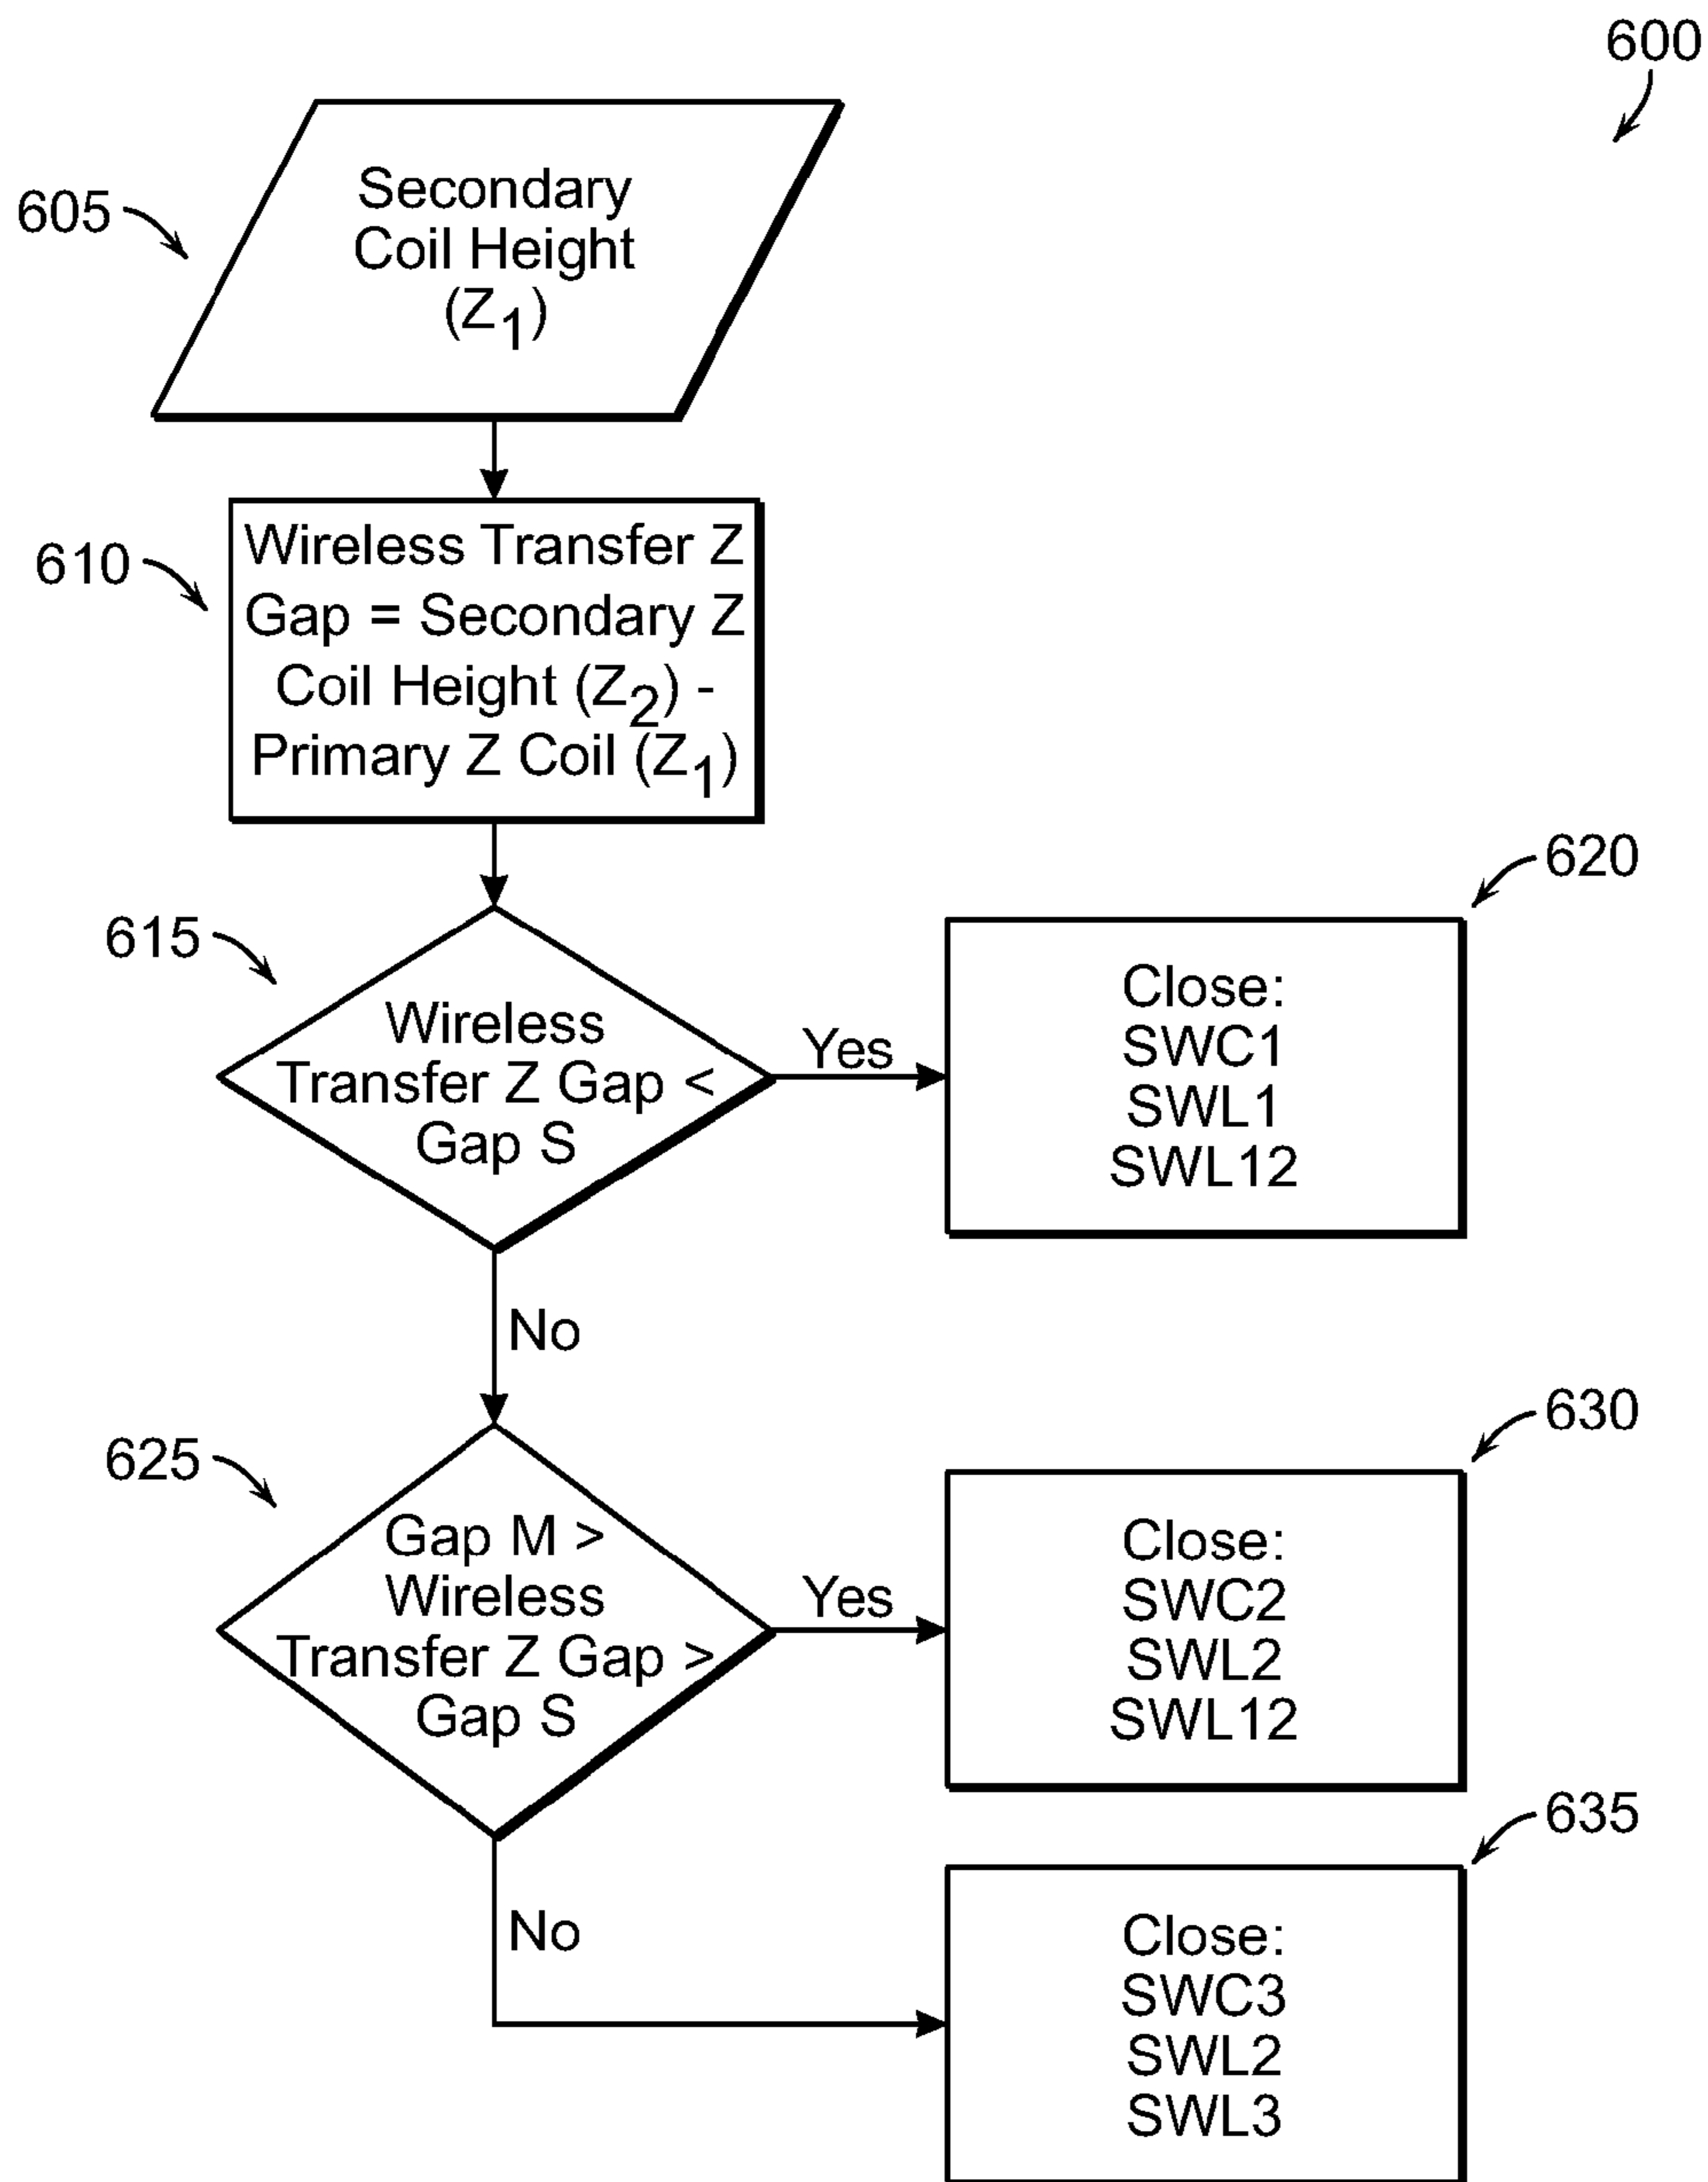 600
605
Secondary
Coil Height
(Z1)
610
Wireless Transfer Z
Gap = Secondary Z
Coil Height (Z2) -
Primary Z Coil (Z1)
615
Wireless
Transfer Z Gap <
Gap S
Yes
620
Close:
SWC1
SWL1
SWL12
No
625
Gap M >
Wireless
Transfer Z Gap >
Gap S
Yes
630
Close:
SWC2
SWL2
SWL12
No
635
Close:
SWC3
SWL2
SWL3